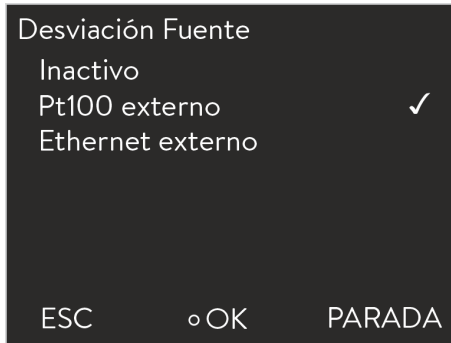 Desviación Fuente
Inactivo
Pt100 externo ✓
Ethernet externo
ESC ○ OK PARADA